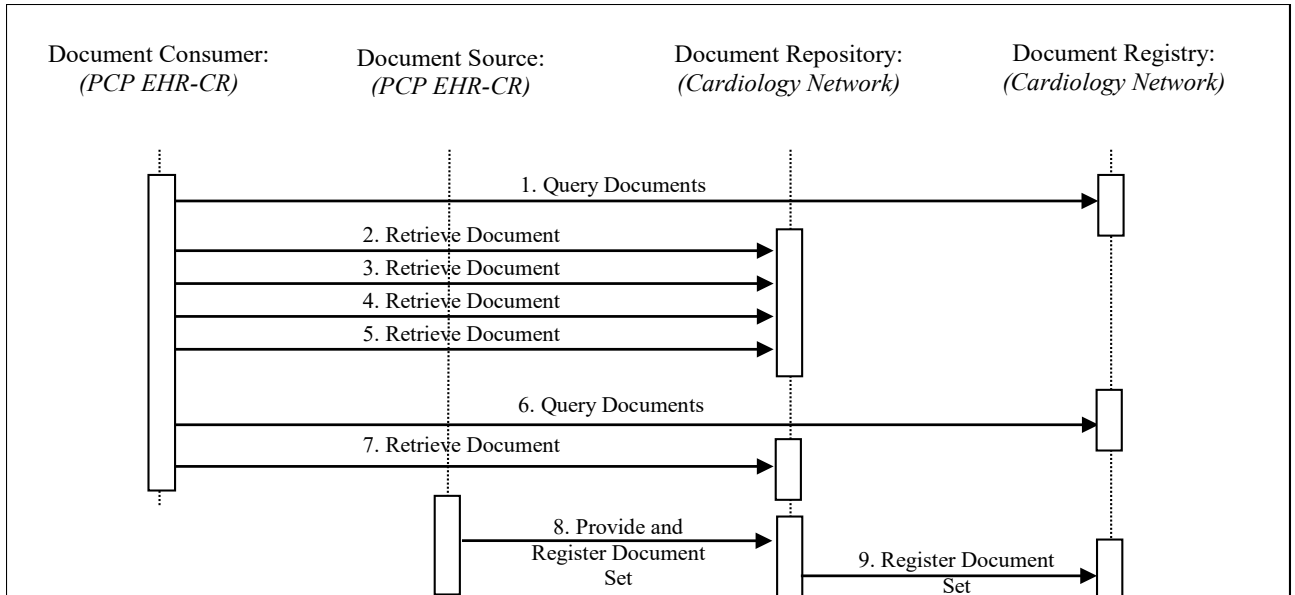 Document Consumer:
(PCP EHR-CR)
Document Source:
(PCP EHR-CR)
Document Repository:
(Cardiology Network)
Document Registry:
(Cardiology Network)
1. Query Documents
2. Retrieve Document
3. Retrieve Document
4. Retrieve Document
5. Retrieve Document
6. Query Documents
7. Retrieve Document
8. Provide and
Register Document
Set
9. Register Document
Set